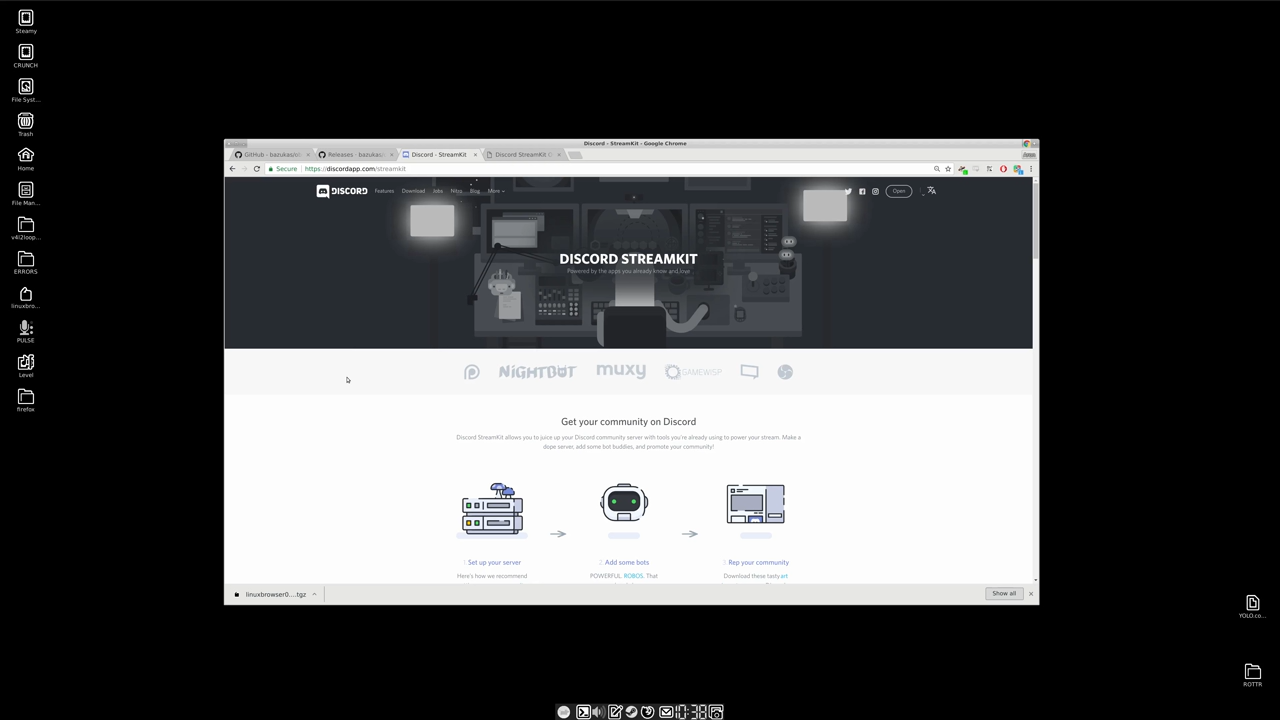 Steamy
CRUNCH
File Syst...
Trash
Home
File Man...
v4l2loop...
ERRORS
linuxbro...
PULSE
Level
firefox
Discord - StreamKit - Google Chrome
GitHub - bazukas/ob
Releases · bazukas/
Discord - StreamKit
Discord StreamKit O
Secure
https://discordapp.com/streamkit
DISCORD
Features Download Jobs Nitro Blog More
Open
DISCORD STREAMKIT
Powered by the apps you already know and love
NIGHTBOT
muxy
GAMEWISP
Get your community on Discord
Discord StreamKit allows you to juice up your Discord community server with tools you're already using to power your stream. Make a
dope server, add some bot buddies, and promote your community!
1 Set up your server
2 Add some bots
3 Rep your community
Here's how we recommend
POWERFUL. ROBOS. That
Download these tasty art
linuxbrowser0....tgz
Show all
YOLO.co...
ROTTR
10:38